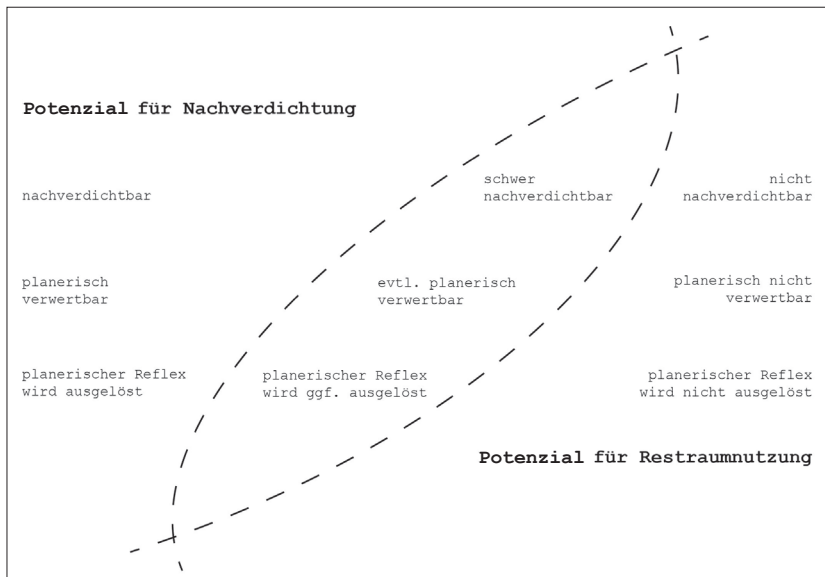 Potenzial für Nachverdichtung
nachverdichtbar
schwer
nachverdichtbar
nicht
nachverdichtbar
planerisch
verwertbar
evtl. planerisch
verwertbar
planerisch nicht
verwertbar
planerischer Reflex
wird ausgelöst
planerischer Reflex
wird ggf. ausgelöst
planerischer Reflex
wird nicht ausgelöst
Potenzial für Restraumnutzung